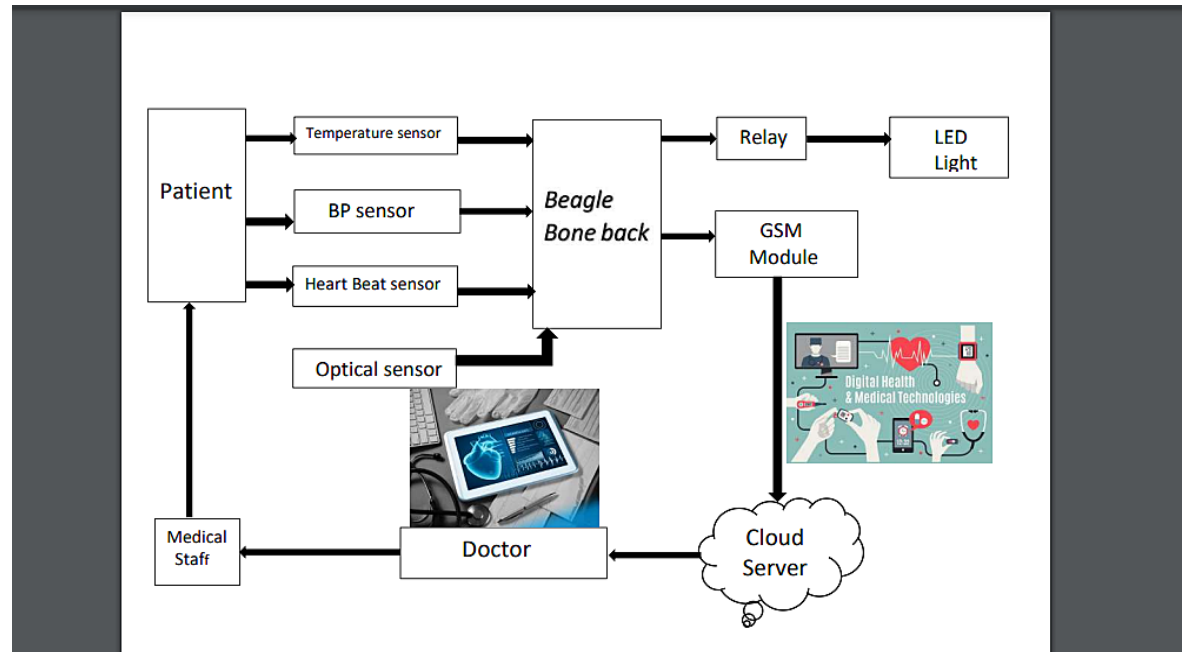 Temperature sensor
Patient
BP sensor
Heart Beat sensor
Optical sensor
Beagle
Bone back
Relay
LED
Light
GSM
Module
Digital Health
& Medical Technologies
Cloud
Server
Doctor
Medical
Staff